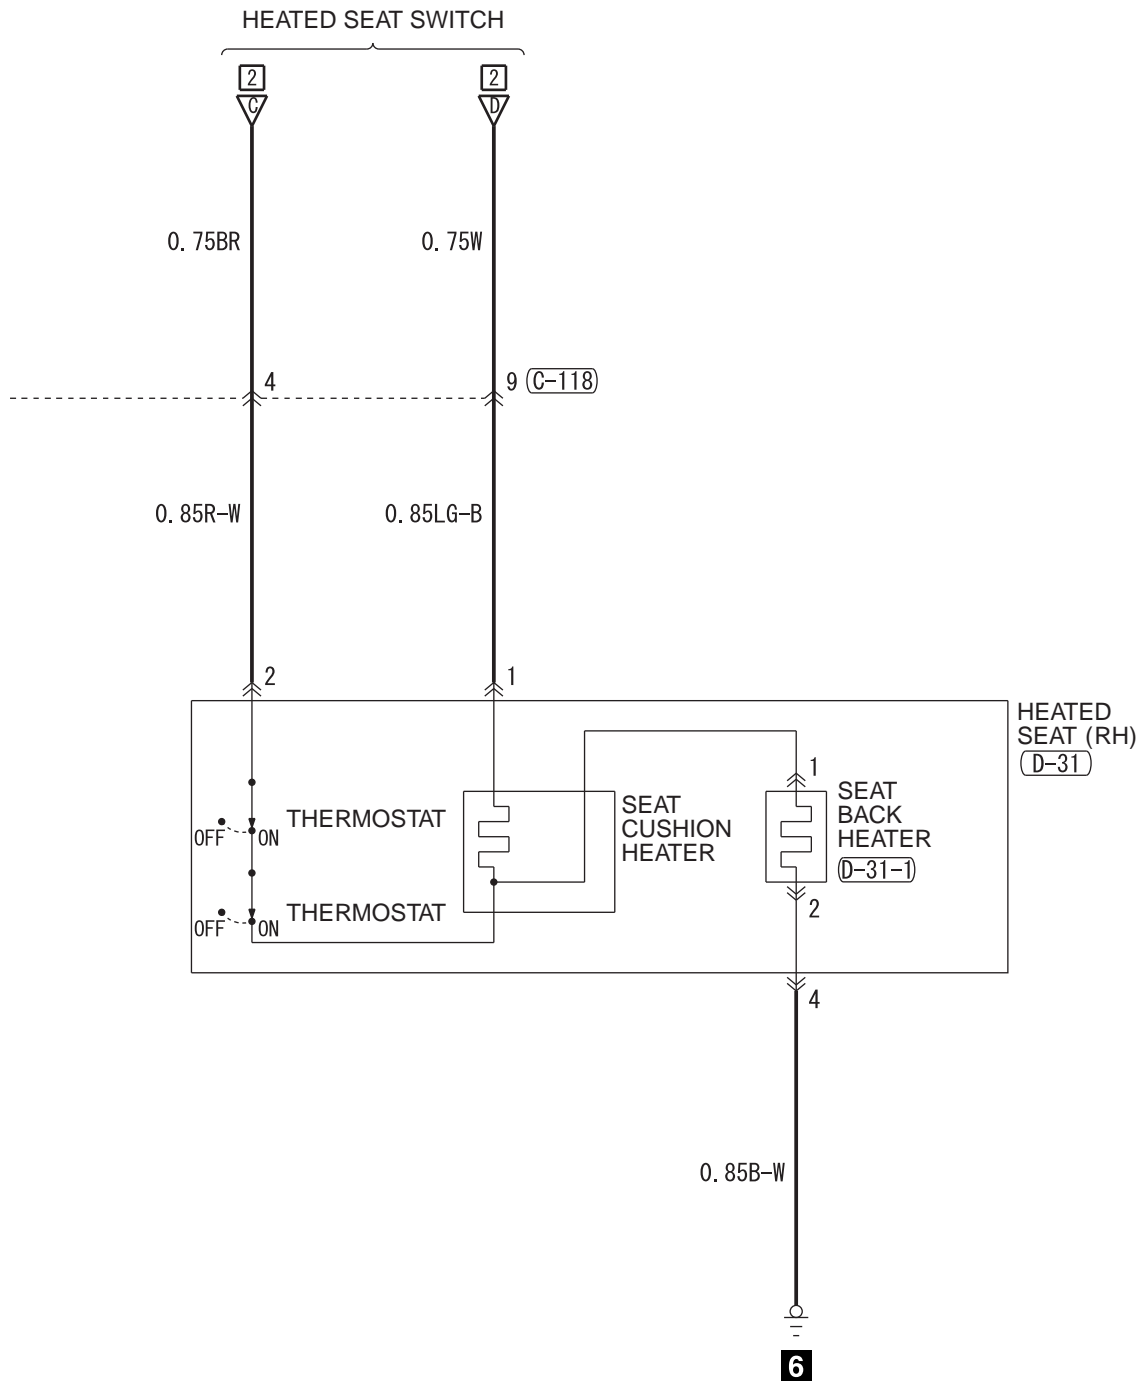 HEATED SEAT SWITCH
2 2
C D
0.75BR 0.75W
4 9 C-118
0.85R-W 0.85LG-B
2 1
HEATED
SEAT (RH)
D-31
1
SEAT
BACK
HEATER
D-31-1
SEAT
CUSHION
HEATER
THERMOSTAT
OFF ON
THERMOSTAT
OFF ON
2
4
0.85B-W
6